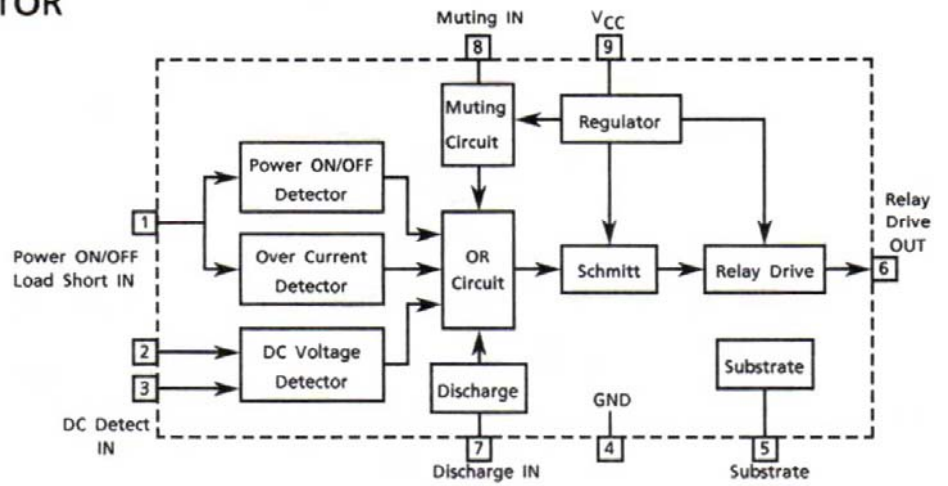 TOR
Muting IN
VCC
8
9
Muting
Circuit
Regulator
Power ON/OFF
Detector
1
Power ON/OFF
Load Short IN
Over Current
Detector
OR
Circuit
Schmitt
Relay Drive
Relay
Drive
OUT
6
2
3
DC Voltage
Detector
DC Detect
IN
Discharge
Substrate
GND
7
4
5
Discharge IN
Substrate